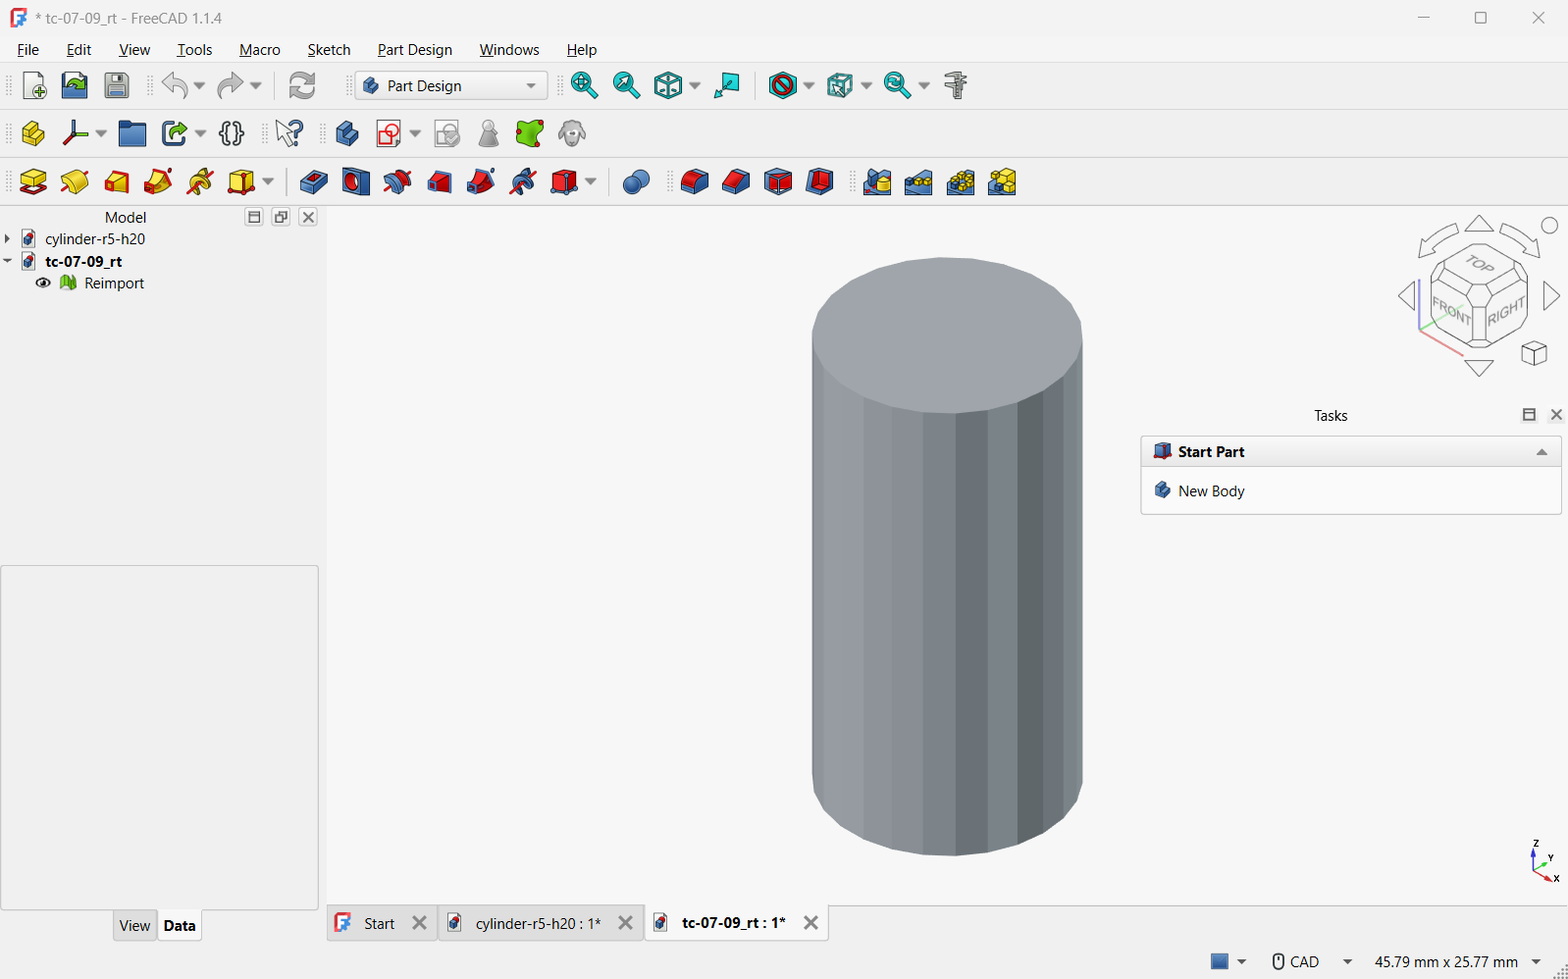 * tc-07-09_rt - FreeCAD 1.1.4
File Edit View Tools Macro Sketch Part Design Windows Help
Part Design
Model
cylinder-r5-h20
tc-07-09_rt
Reimport
TOP
FRONT RIGHT
Tasks
Start Part
New Body
Z
Y
X
View Data
Start cylinder-r5-h20 : 1* tc-07-09_rt : 1*
CAD 45.79 mm x 25.77 mm